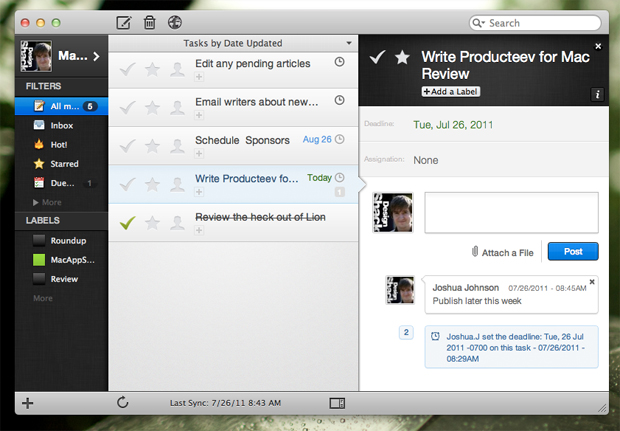 Search
Ma...
FILTERS
All m... 5
Inbox
Hot!
Starred
Due... 1
More
LABELS
Roundup
MacAppS...
Review
More
Tasks by Date Updated
Edit any pending articles
Email writers about new...
Schedule Sponsors Aug 26
Write Producteev fo... Today
1
Review the heck out of Lion
Write Producteev for Mac
Review
+Add a Label
i
Deadline: Tue, Jul 26, 2011
Assignation: None
Design
Shack
Attach a File
Post
Joshua Johnson 07/26/2011 - 08:45AM
Publish later this week
2
Joshua.J set the deadline: Tue, 26 Jul
2011 -0700 on this task - 07/26/2011 -
08:29AM
Last Sync: 7/26/11 8:43 AM